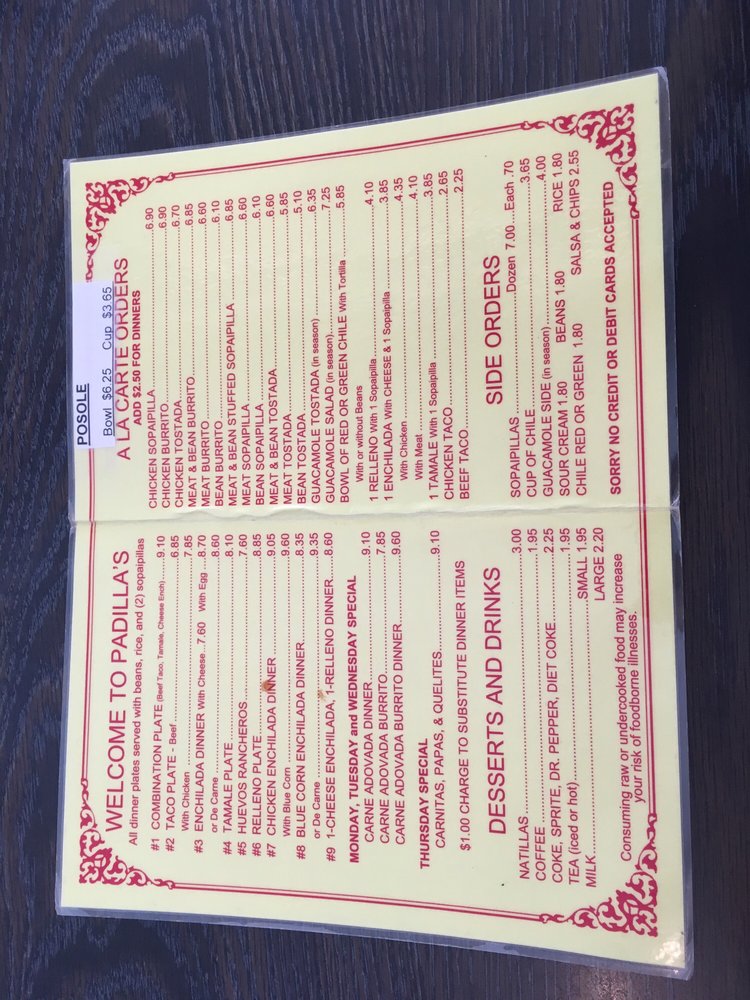 WELCOME TO PADILLA'S
All dinner plates served with beans, rice, and (2) sopaipillas
#1 COMBINATION PLATE (Beef Taco, Tamale, Cheese Ench) 9.10
#2 TACO PLATE - Beef 6.85
With Chicken 7.85
#3 ENCHILADA DINNER With Cheese 7.60 With Egg 8.70
or De Carne 8.60
#4 TAMALE PLATE 8.10
#5 HUEVOS RANCHEROS 7.60
#6 RELLENO PLATE 8.85
#7 CHICKEN ENCHILADA DINNER 9.05
With Blue Corn 9.60
#8 BLUE CORN ENCHILADA DINNER 8.35
or De Carne 9.35
#9 1-CHEESE ENCHILADA, 1-RELLENO DINNER 8.60
MONDAY, TUESDAY and WEDNESDAY SPECIAL
CARNE ADOVADA DINNER 9.10
CARNE ADOVADA BURRITO 7.85
CARNE ADOVADA BURRITO DINNER 9.60
THURSDAY SPECIAL
CARNITAS, PAPAS, & QUELITES 9.10
$1.00 CHARGE TO SUBSTITUTE DINNER ITEMS
DESSERTS AND DRINKS
NATILLAS 3.00
COFFEE 1.95
COKE, SPRITE, DR. PEPPER, DIET COKE 2.25
TEA (iced or hot) 1.95
MILK SMALL 1.95
LARGE 2.20
Consuming raw or undercooked food may increase
your risk of foodborne illnesses.
POSOLE
Bowl $6.25 Cup $3.65
A LA CARTE ORDERS
ADD $2.50 FOR DINNERS
CHICKEN SOPAIPILLA 6.90
CHICKEN BURRITO 6.90
CHICKEN TOSTADA 6.70
MEAT & BEAN BURRITO 6.85
MEAT BURRITO 6.60
BEAN BURRITO 6.10
MEAT & BEAN STUFFED SOPAIPILLA 6.85
MEAT SOPAIPILLA 6.60
BEAN SOPAIPILLA 6.10
MEAT & BEAN TOSTADA 6.60
MEAT TOSTADA 5.85
BEAN TOSTADA 5.10
GUACAMOLE TOSTADA (in season) 6.35
GUACAMOLE SALAD (in season) 7.25
BOWL OF RED OR GREEN CHILE With Tortilla 5.85
With or without Beans
1 RELLENO With 1 Sopaipilla 4.10
1 ENCHILADA With CHEESE & 1 Sopaipilla 3.85
With Chicken 4.35
With Meat 4.10
1 TAMALE With 1 Sopaipilla 3.85
CHICKEN TACO 2.65
BEEF TACO 2.25
SIDE ORDERS
SOPAIPILLAS Dozen 7.00 Each .70
CUP OF CHILE 3.65
GUACAMOLE SIDE (in season) 4.00
SOUR CREAM 1.80 BEANS 1.80 RICE 1.80
CHILE RED OR GREEN 1.80 SALSA & CHIPS 2.55
SORRY NO CREDIT OR DEBIT CARDS ACCEPTED